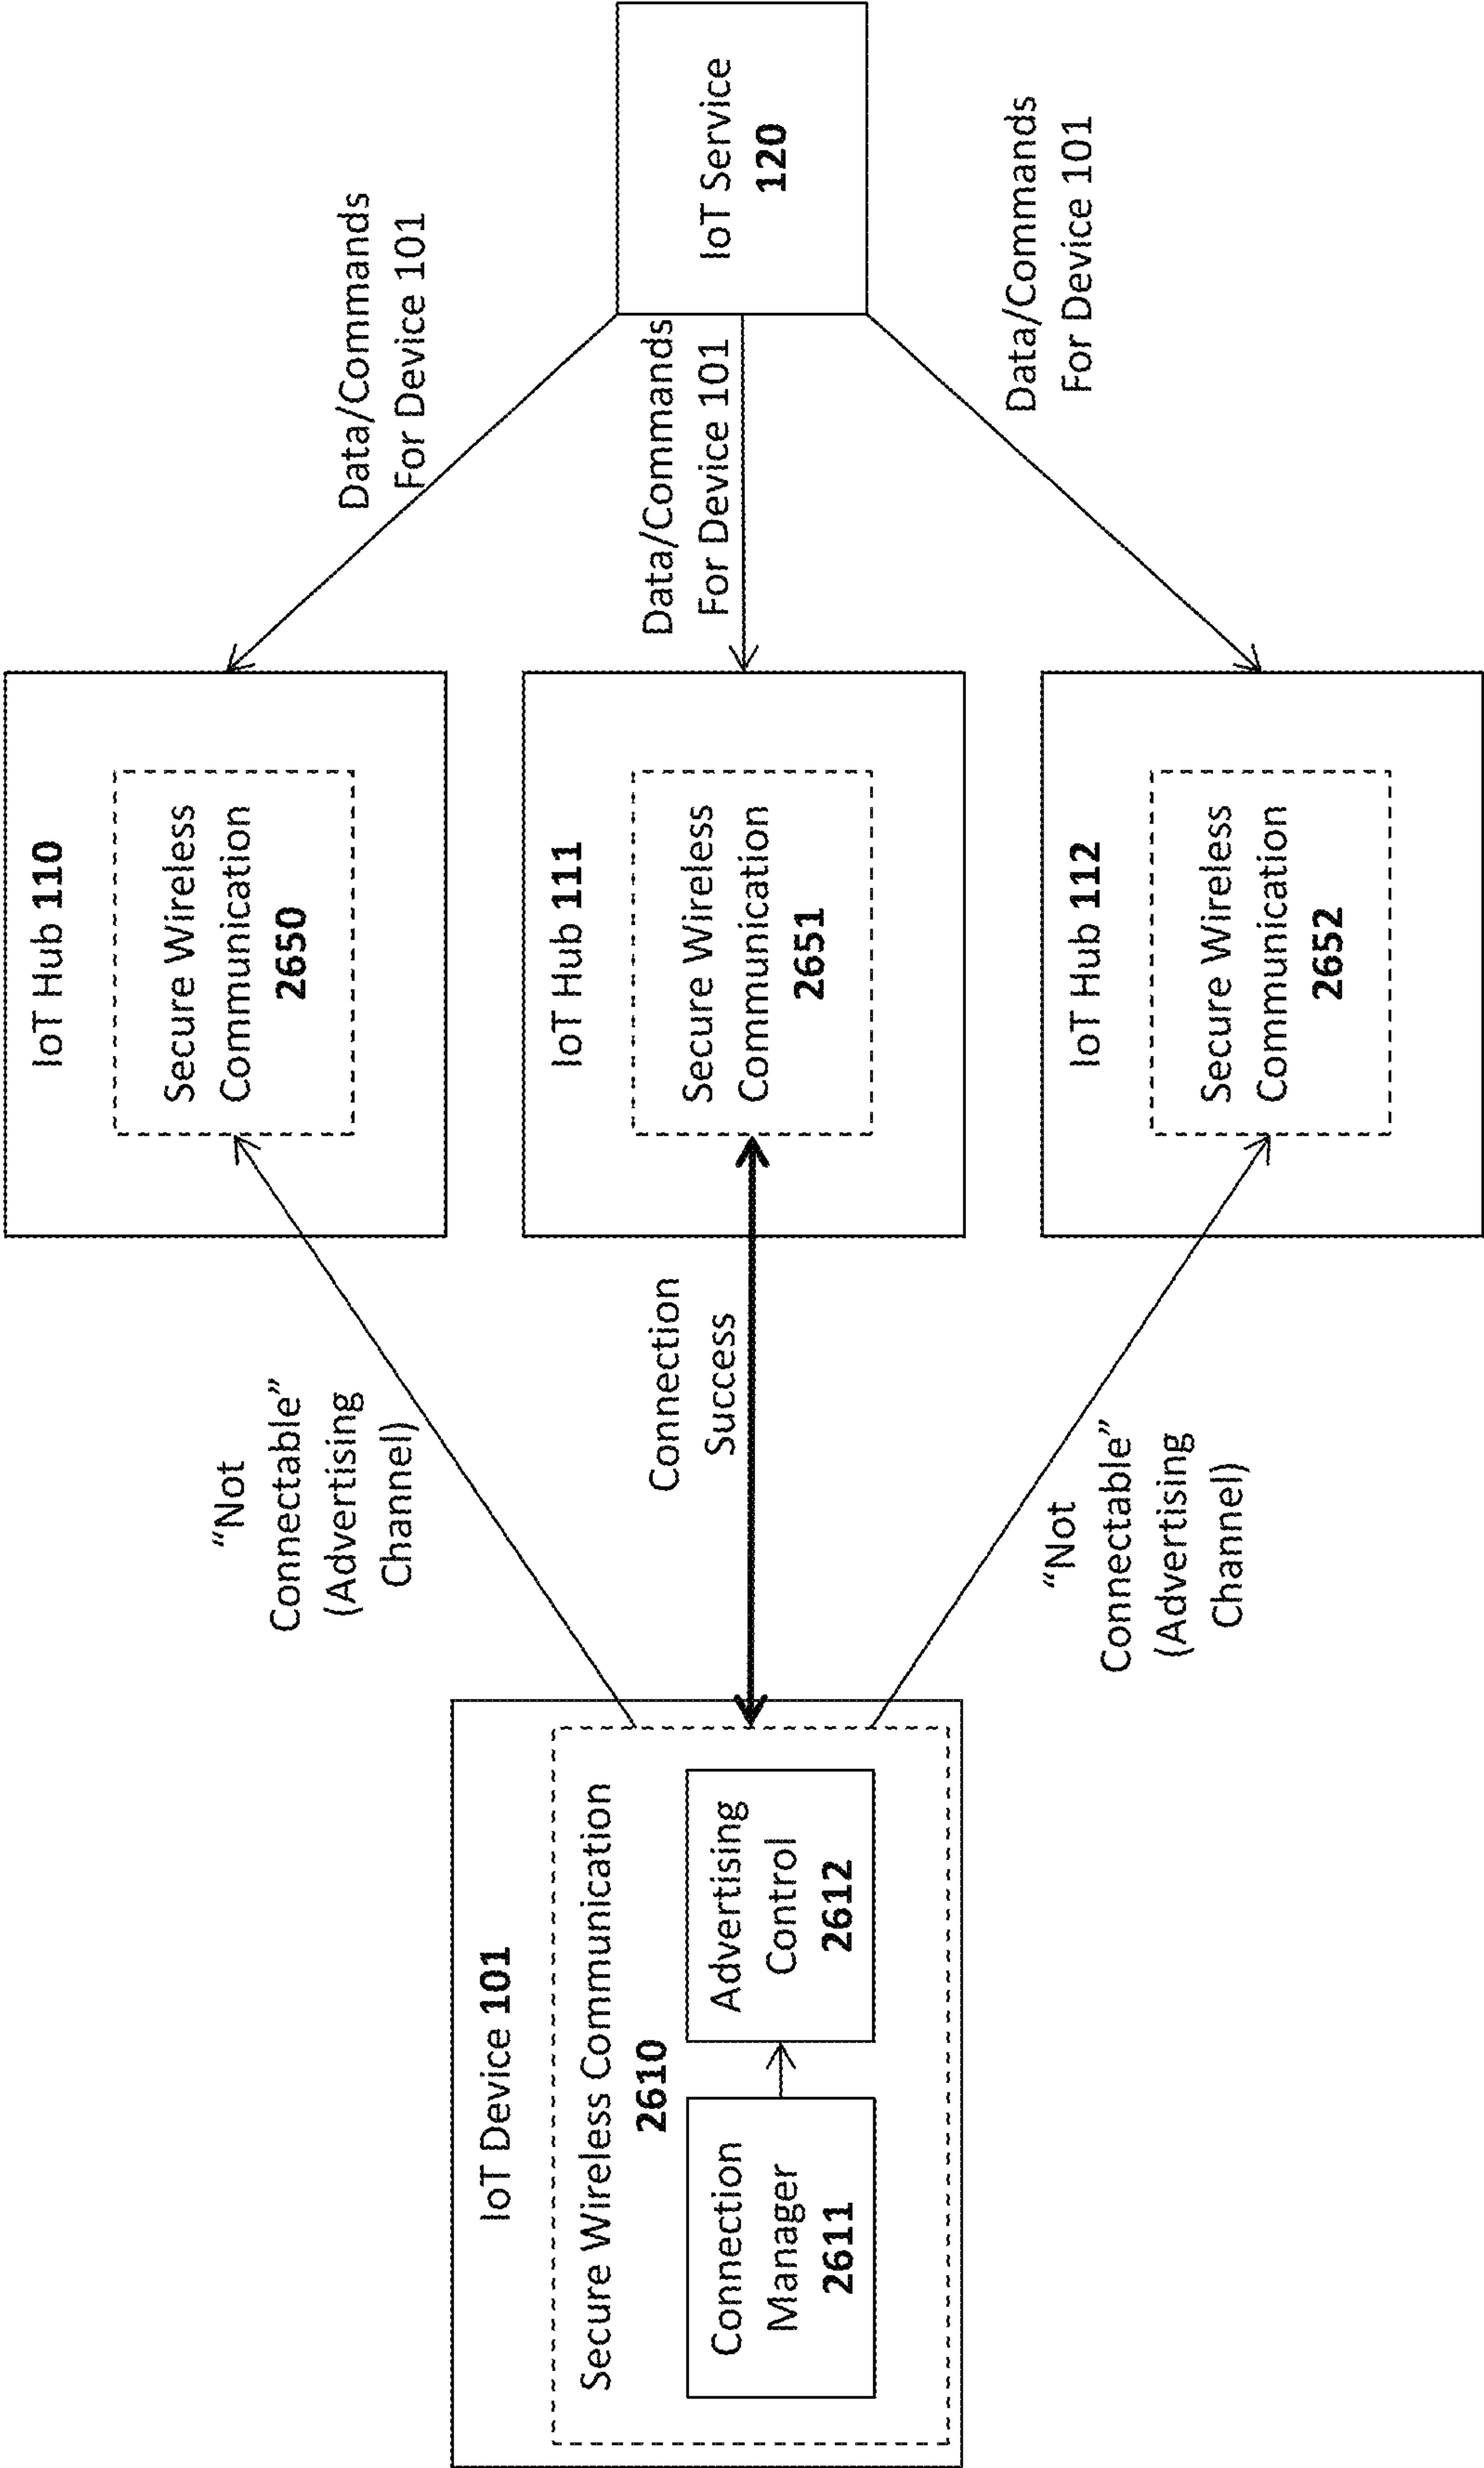 IoT Device 101
Secure Wireless Communication
2610
Connection
Manager
2611
Advertising
Control
2612
“Not
Connectable”
(Advertising
Channel)
Connection
Success
“Not
Connectable”
(Advertising
Channel)
IoT Hub 110
Secure Wireless
Communication
2650
IoT Hub 111
Secure Wireless
Communication
2651
IoT Hub 112
Secure Wireless
Communication
2652
Data/Commands
For Device 101
Data/Commands
For Device 101
Data/Commands
For Device 101
IoT Service
120